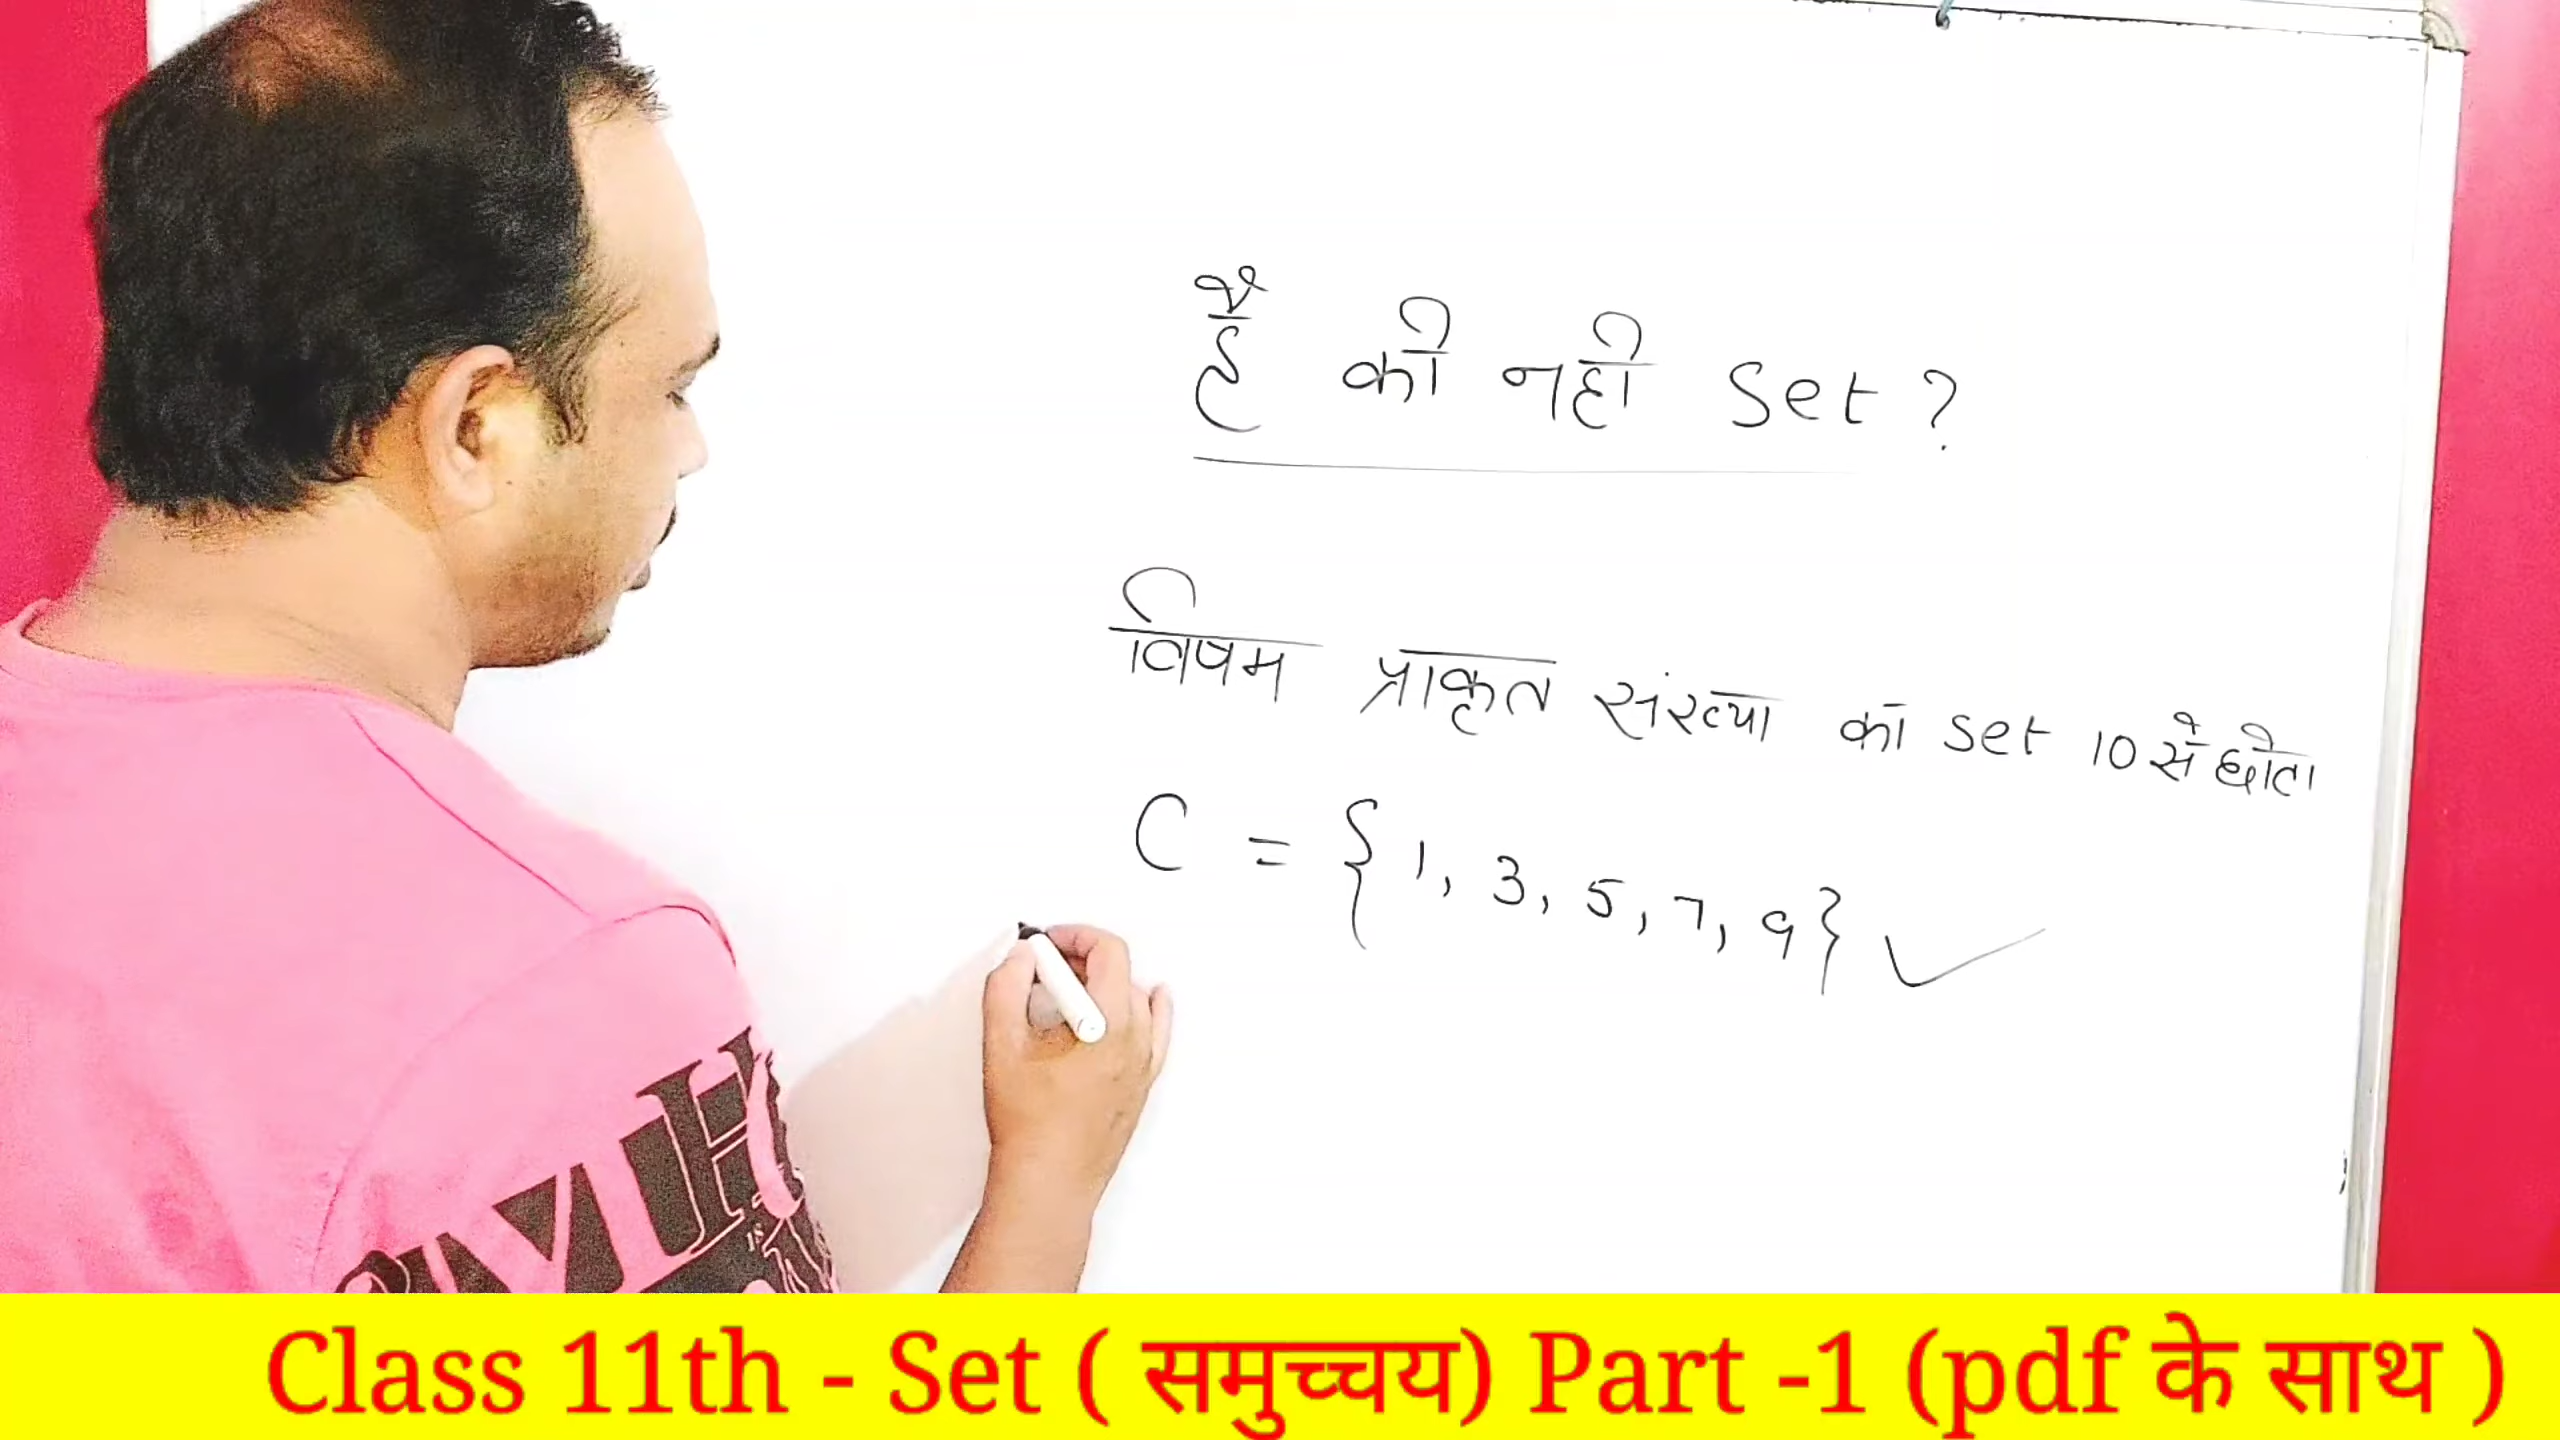 है की नही Set ?
विषम प्राकृत संख्या का set 10 से छोटा
C = { 1, 3, 5, 7, 9 } ✓
Class 11th - Set ( समुच्चय) Part -1 (pdf के साथ )